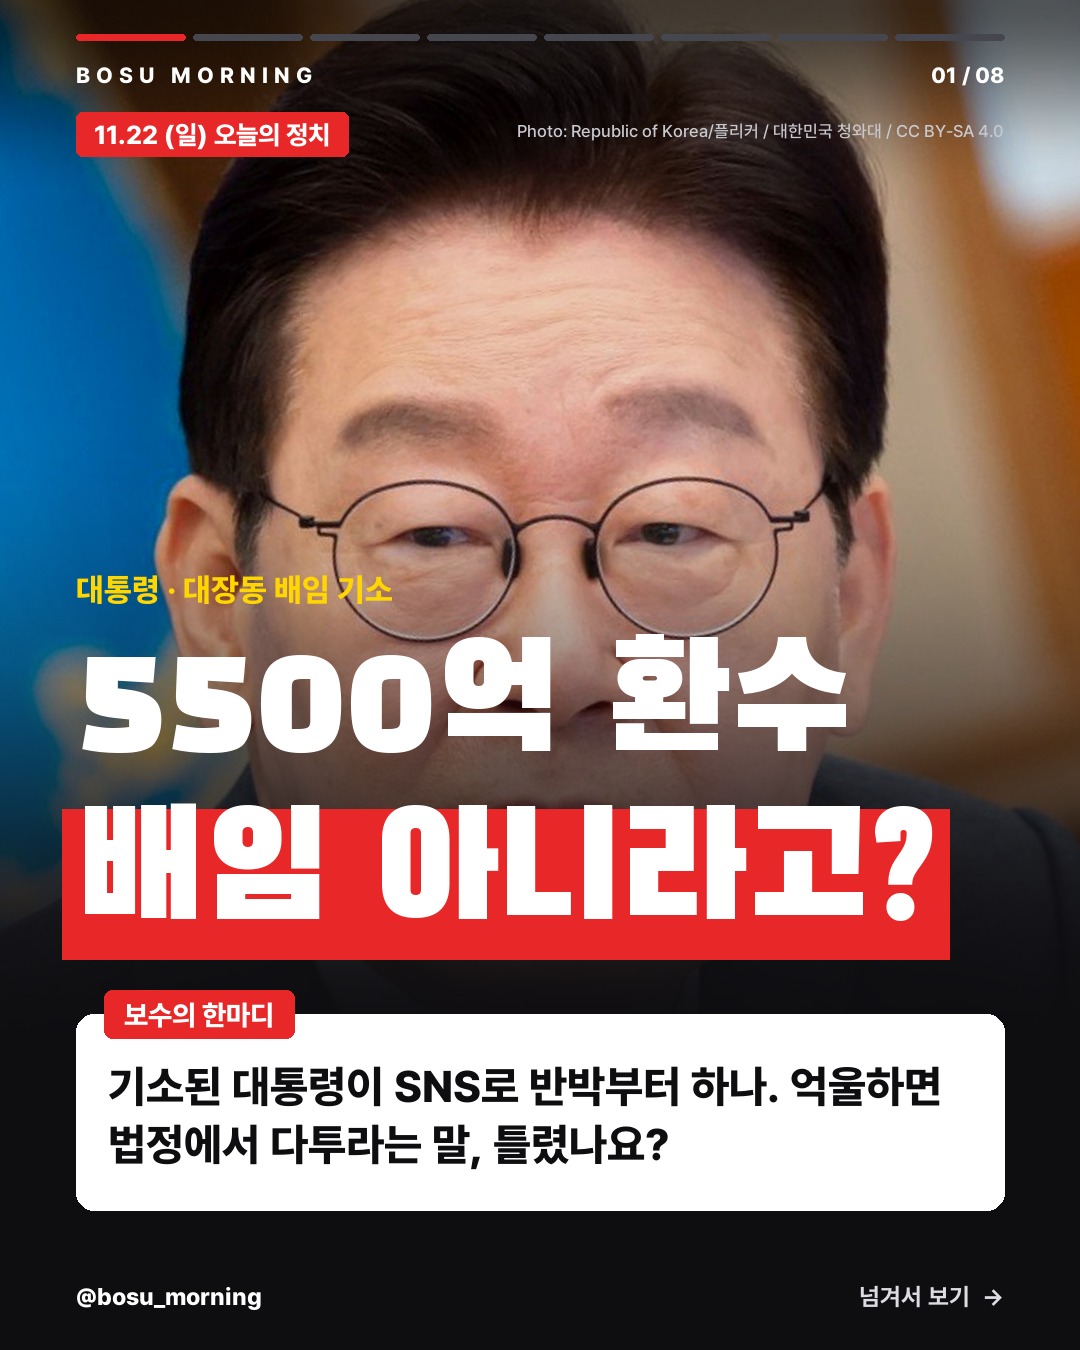 BOSU MORNING
01 / 08
11.22 (일) 오늘의 정치
Photo: Republic of Korea/플리커 / 대한민국 청와대 / CC BY-SA 4.0
대통령 · 대장동 배임 기소
5500억 환수
배임 아니라고?
보수의 한마디
기소된 대통령이 SNS로 반박부터 하나. 억울하면
법정에서 다투라는 말, 틀렸나요?
@bosu_morning
넘겨서 보기 →